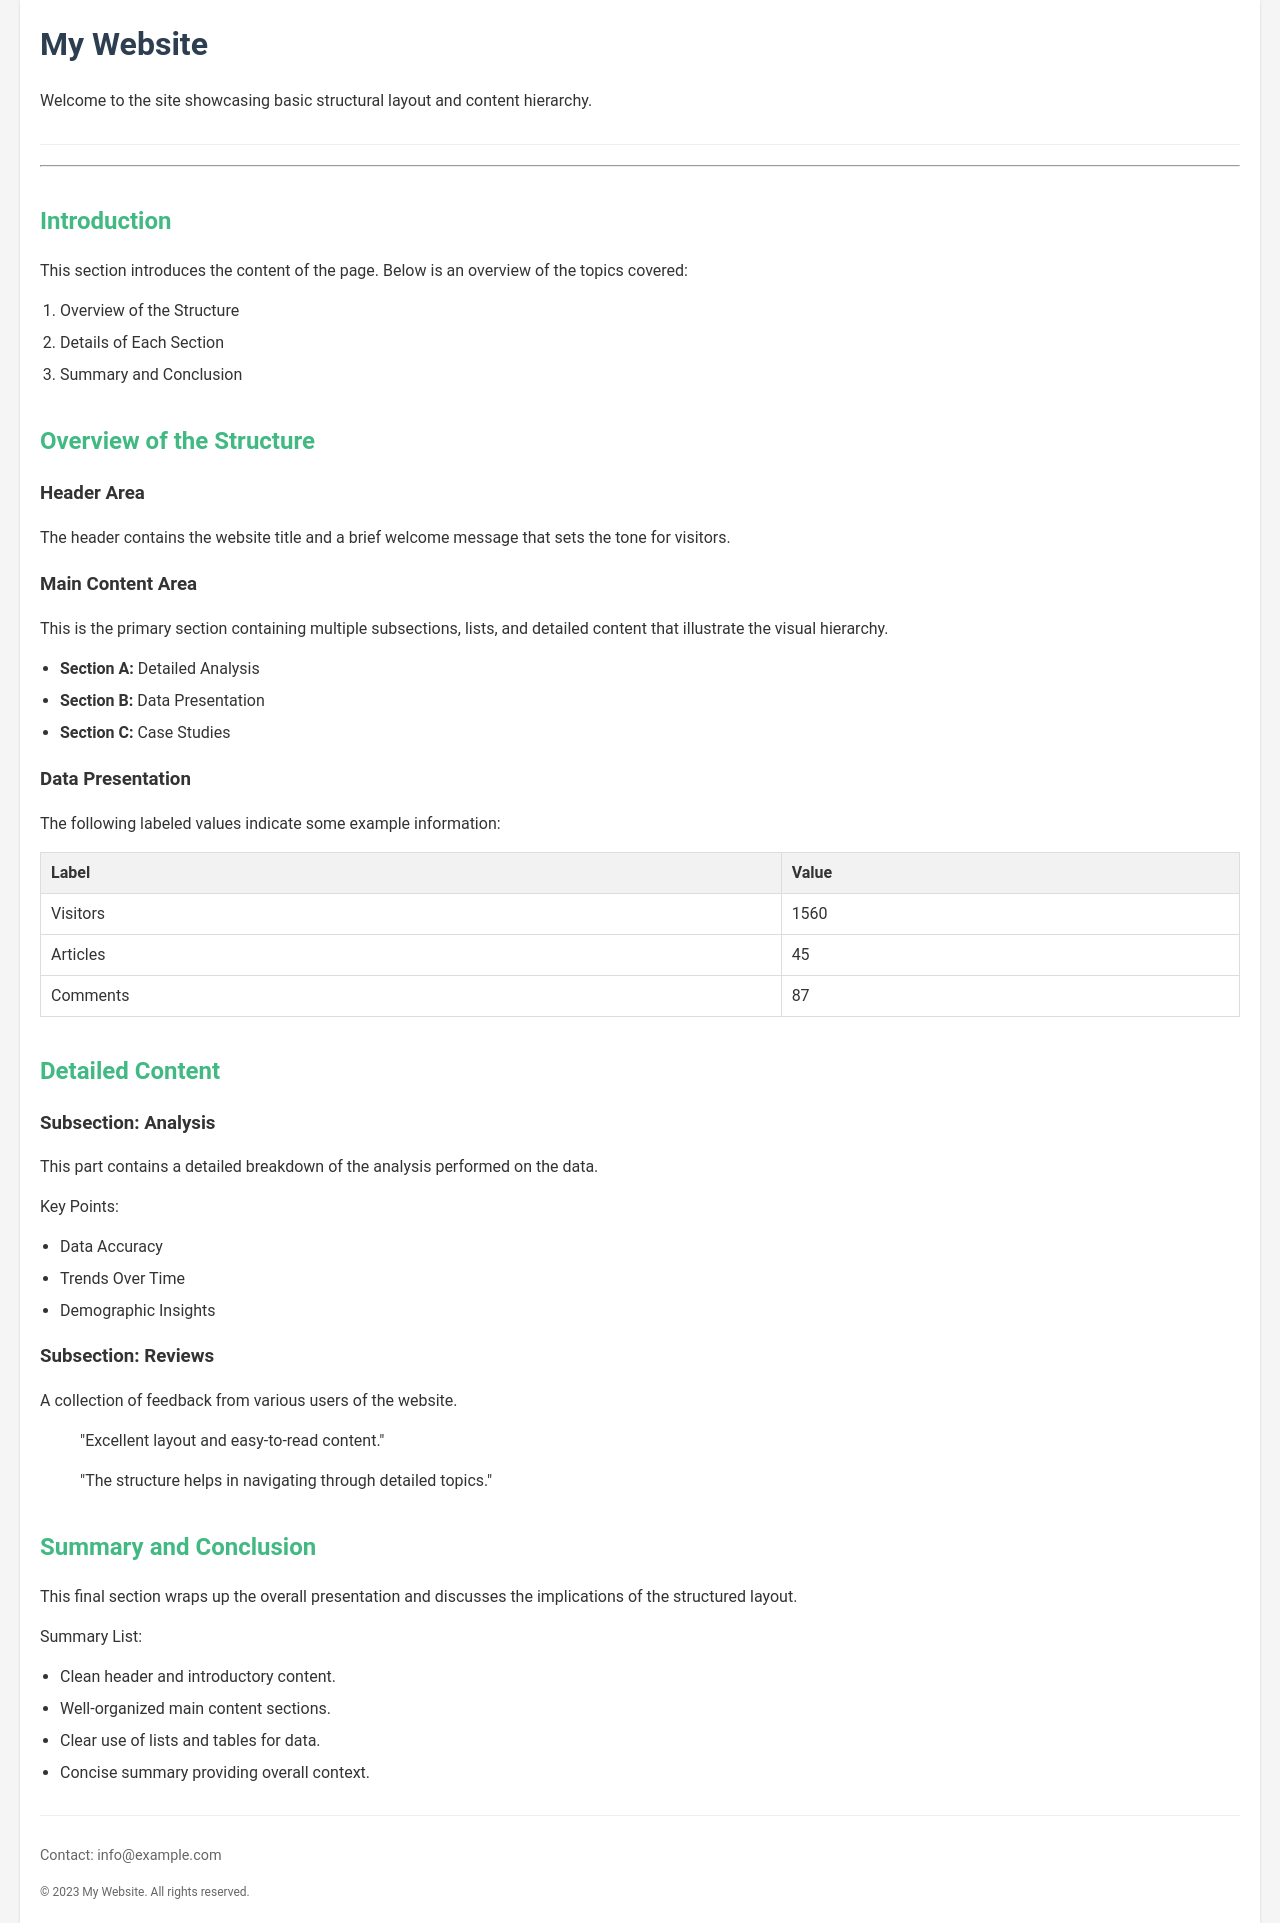 My Website
Welcome to the site showcasing basic structural layout and content hierarchy.
Introduction
This section introduces the content of the page. Below is an overview of the topics covered:
1. Overview of the Structure
2. Details of Each Section
3. Summary and Conclusion
Overview of the Structure
Header Area
The header contains the website title and a brief welcome message that sets the tone for visitors.
Main Content Area
This is the primary section containing multiple subsections, lists, and detailed content that illustrate the visual hierarchy.
• Section A: Detailed Analysis
• Section B: Data Presentation
• Section C: Case Studies
Data Presentation
The following labeled values indicate some example information:
Label Value
Visitors 1560
Articles 45
Comments 87
Detailed Content
Subsection: Analysis
This part contains a detailed breakdown of the analysis performed on the data.
Key Points:
• Data Accuracy
• Trends Over Time
• Demographic Insights
Subsection: Reviews
A collection of feedback from various users of the website.
"Excellent layout and easy-to-read content."
"The structure helps in navigating through detailed topics."
Summary and Conclusion
This final section wraps up the overall presentation and discusses the implications of the structured layout.
Summary List:
• Clean header and introductory content.
• Well-organized main content sections.
• Clear use of lists and tables for data.
• Concise summary providing overall context.
Contact: info@example.com
© 2023 My Website. All rights reserved.